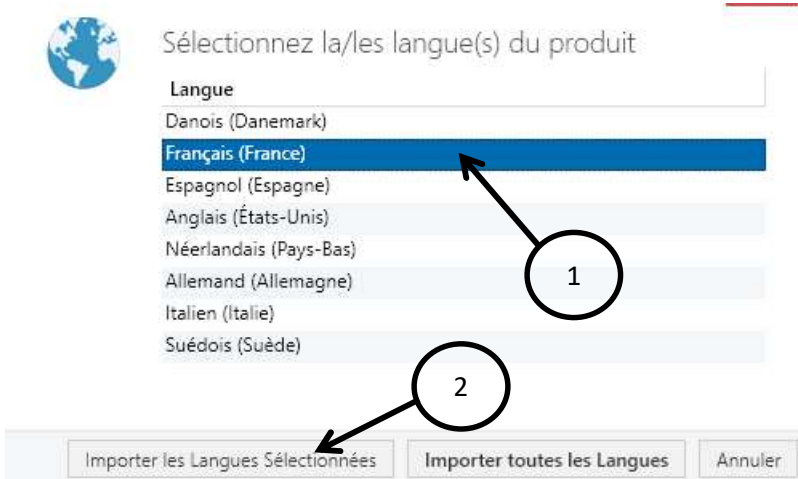 Sélectionnez la/les langue(s) du produit
Langue
Danois (Danemark)
Français (France)
Espagnol (Espagne)
Anglais (États-Unis)
Néerlandais (Pays-Bas)
Allemand (Allemagne)
Italien (Italie)
Suédois (Suède)
1
2
Importer les Langues Sélectionnées Importer toutes les Langues Annuler